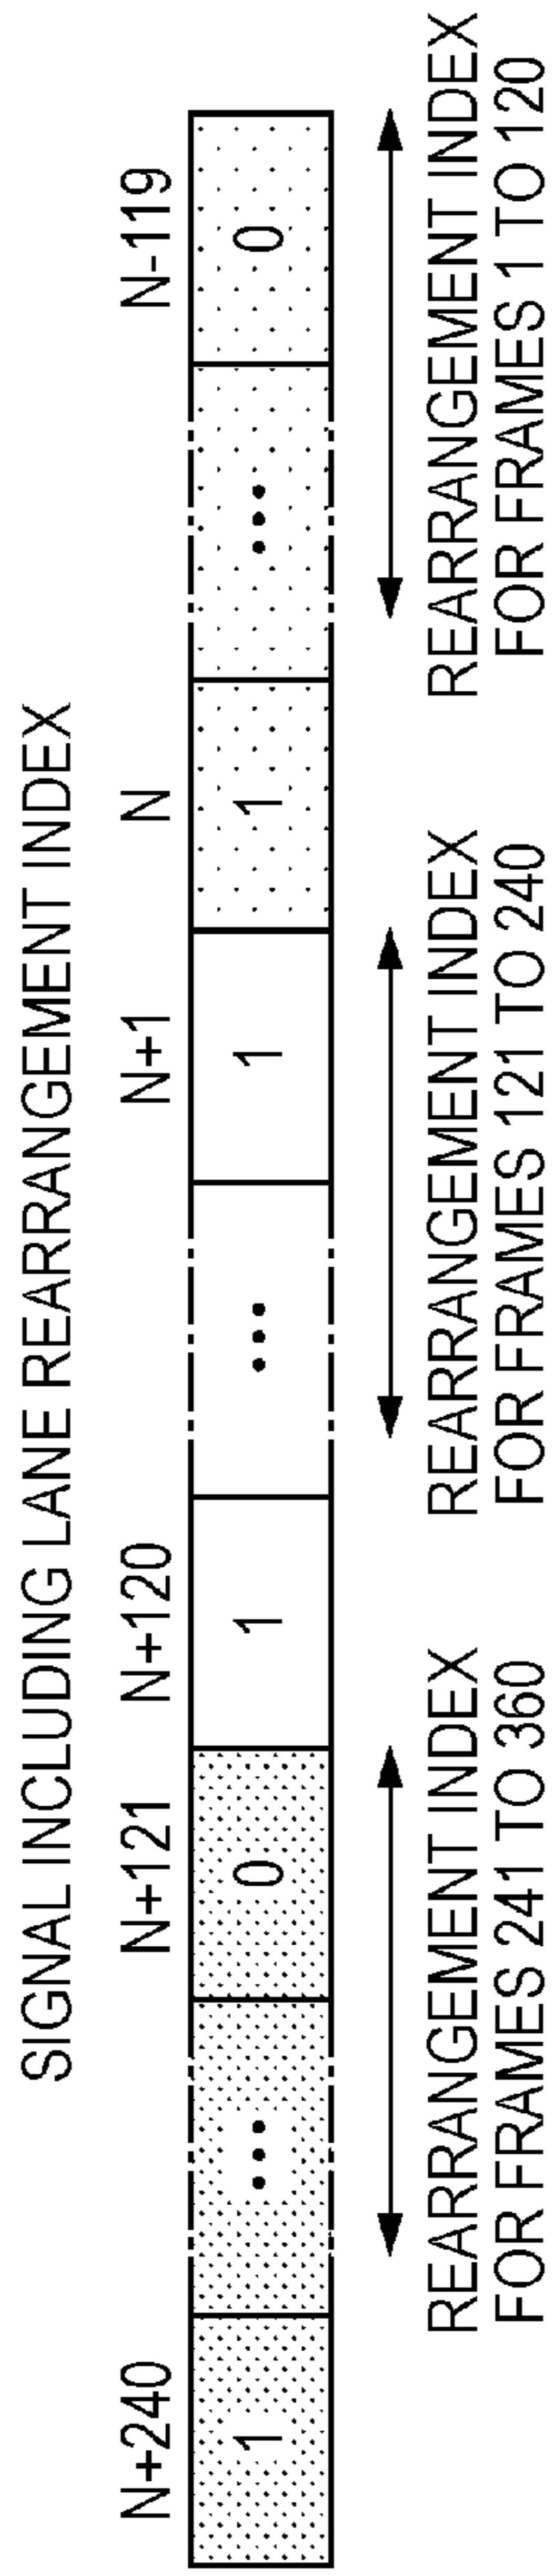 SIGNAL INCLUDING LANE REARRANGEMENT INDEX
N+240 N+121 N+120 N+1 N N-119
1 ... 0 1 ... 1 1 ... 0
REARRANGEMENT INDEX
FOR FRAMES 241 TO 360
REARRANGEMENT INDEX
FOR FRAMES 121 TO 240
REARRANGEMENT INDEX
FOR FRAMES 1 TO 120